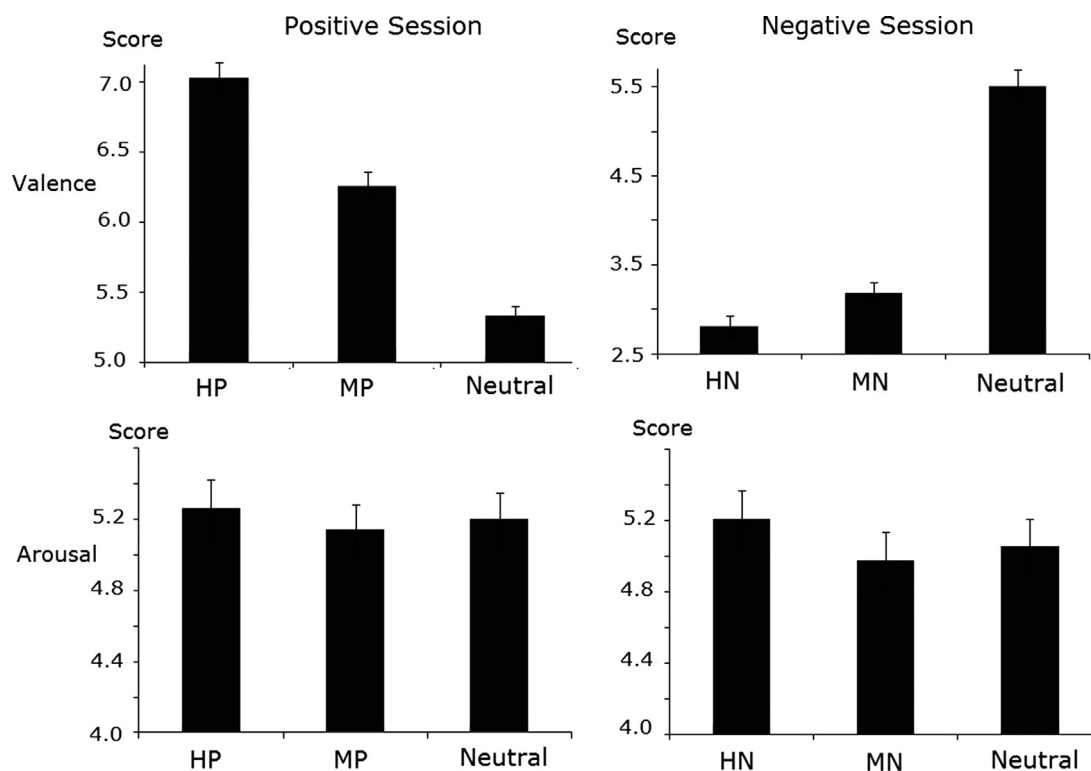 Positive Session
Negative Session
Score
7.0
6.5
Valence
6.0
5.5
5.0
HP MP Neutral
Score
5.5
4.5
3.5
2.5
HN MN Neutral
Score
5.2
Arousal
4.8
4.4
4.0
HP MP Neutral
Score
5.2
4.8
4.4
4.0
HN MN Neutral